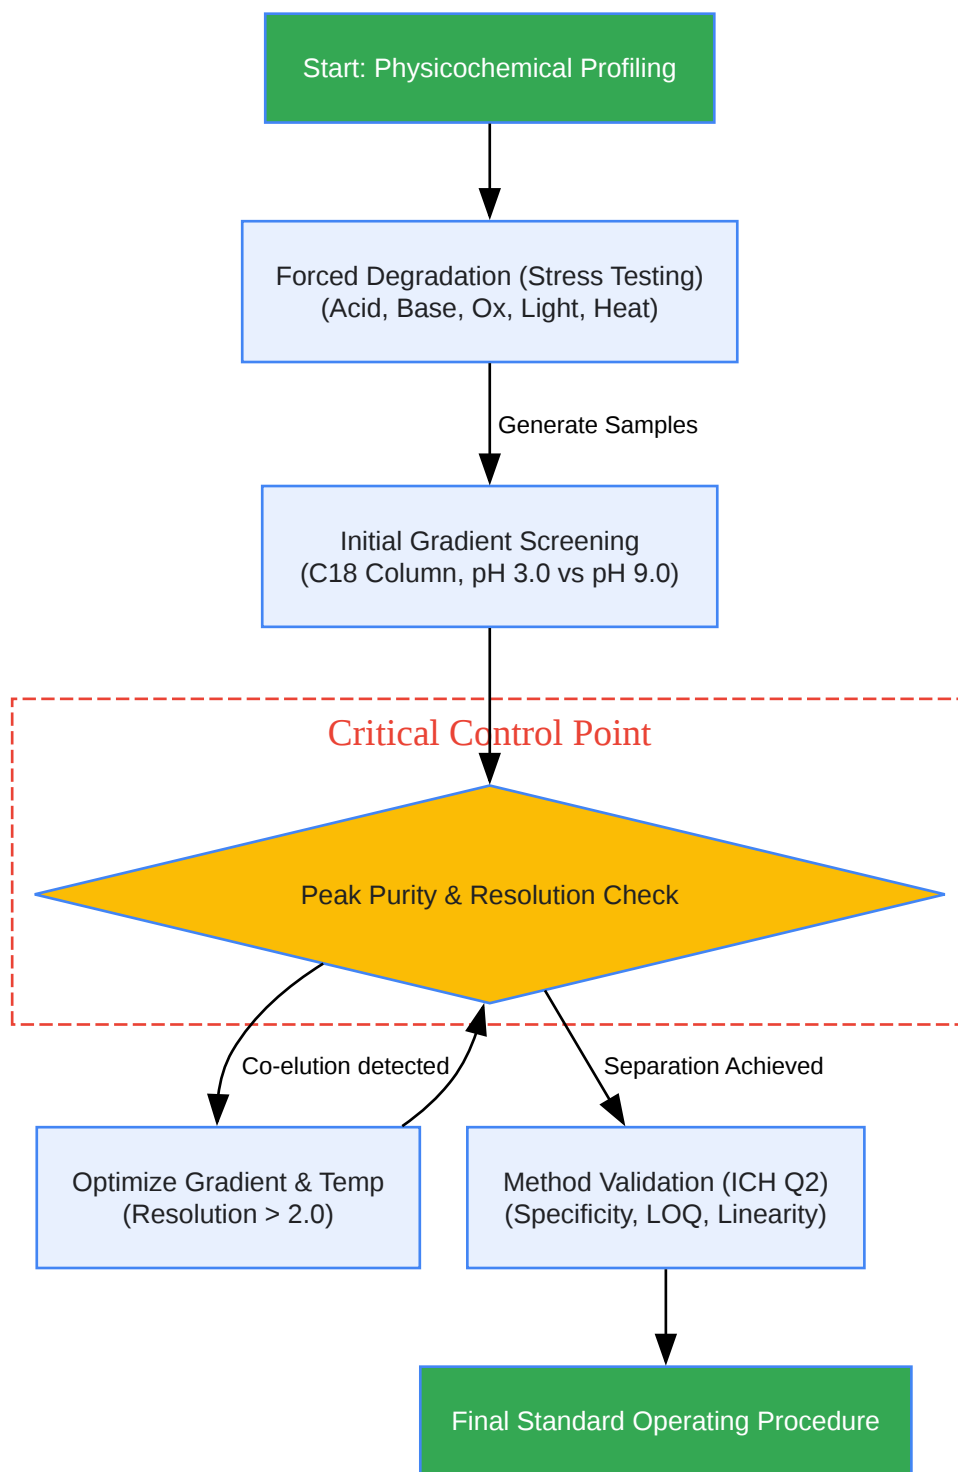 Start: Physicochemical Profiling
Forced Degradation (Stress Testing)
(Acid, Base, Ox, Light, Heat)
Generate Samples
Initial Gradient Screening
(C18 Column, pH 3.0 vs pH 9.0)
Critical Control Point
Peak Purity & Resolution Check
Co-elution detected
Separation Achieved
Optimize Gradient & Temp
(Resolution > 2.0)
Method Validation (ICH Q2)
(Specificity, LOQ, Linearity)
Final Standard Operating Procedure